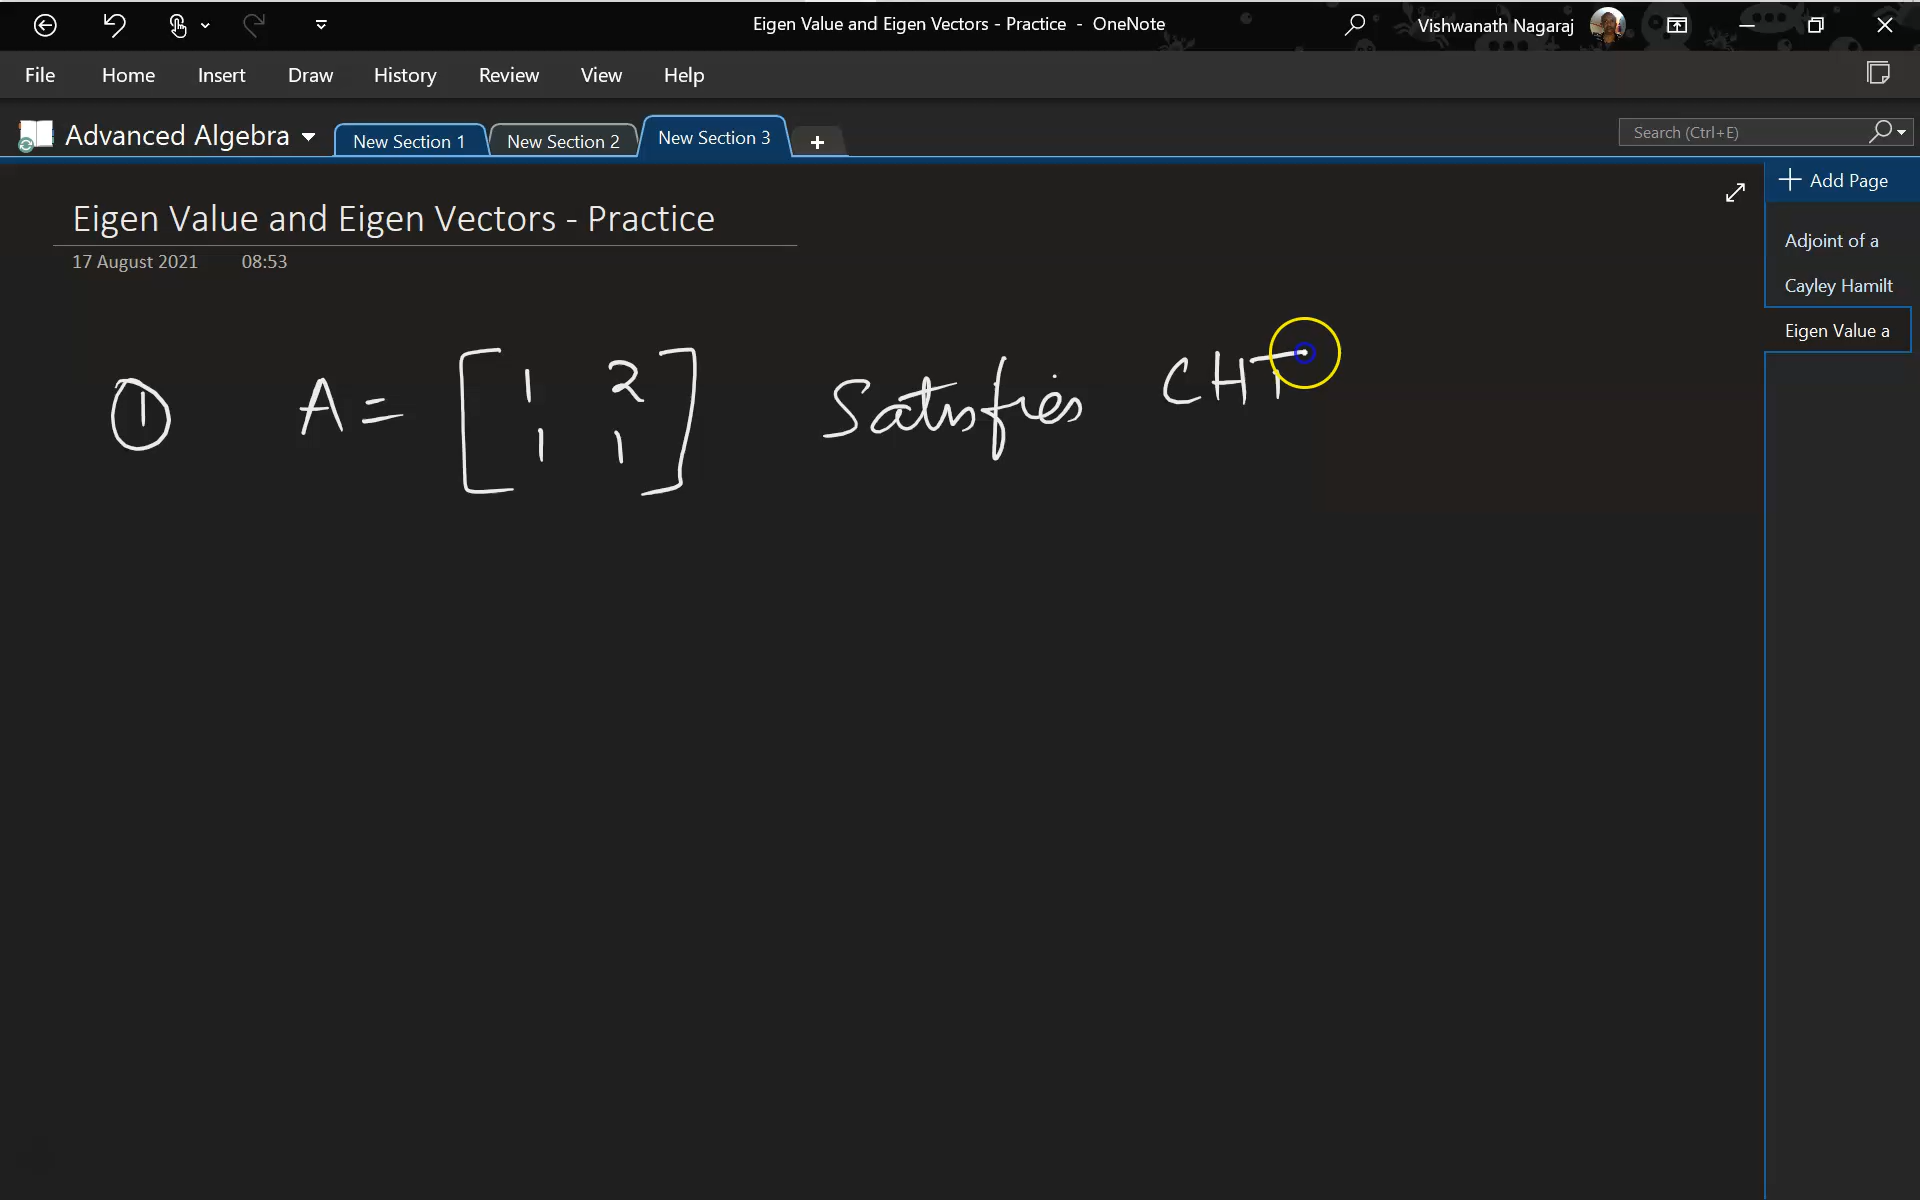 Eigen Value and Eigen Vectors - Practice - OneNote
Vishwanath Nagaraj
File Home Insert Draw History Review View Help
Advanced Algebra
New Section 1
New Section 2
New Section 3
+
Search (Ctrl+E)
Add Page
Adjoint of a
Cayley Hamilt
Eigen Value a
Eigen Value and Eigen Vectors - Practice
17 August 2021 08:53
① A = [ 1 2 Satisfies CHT
1 1 ]